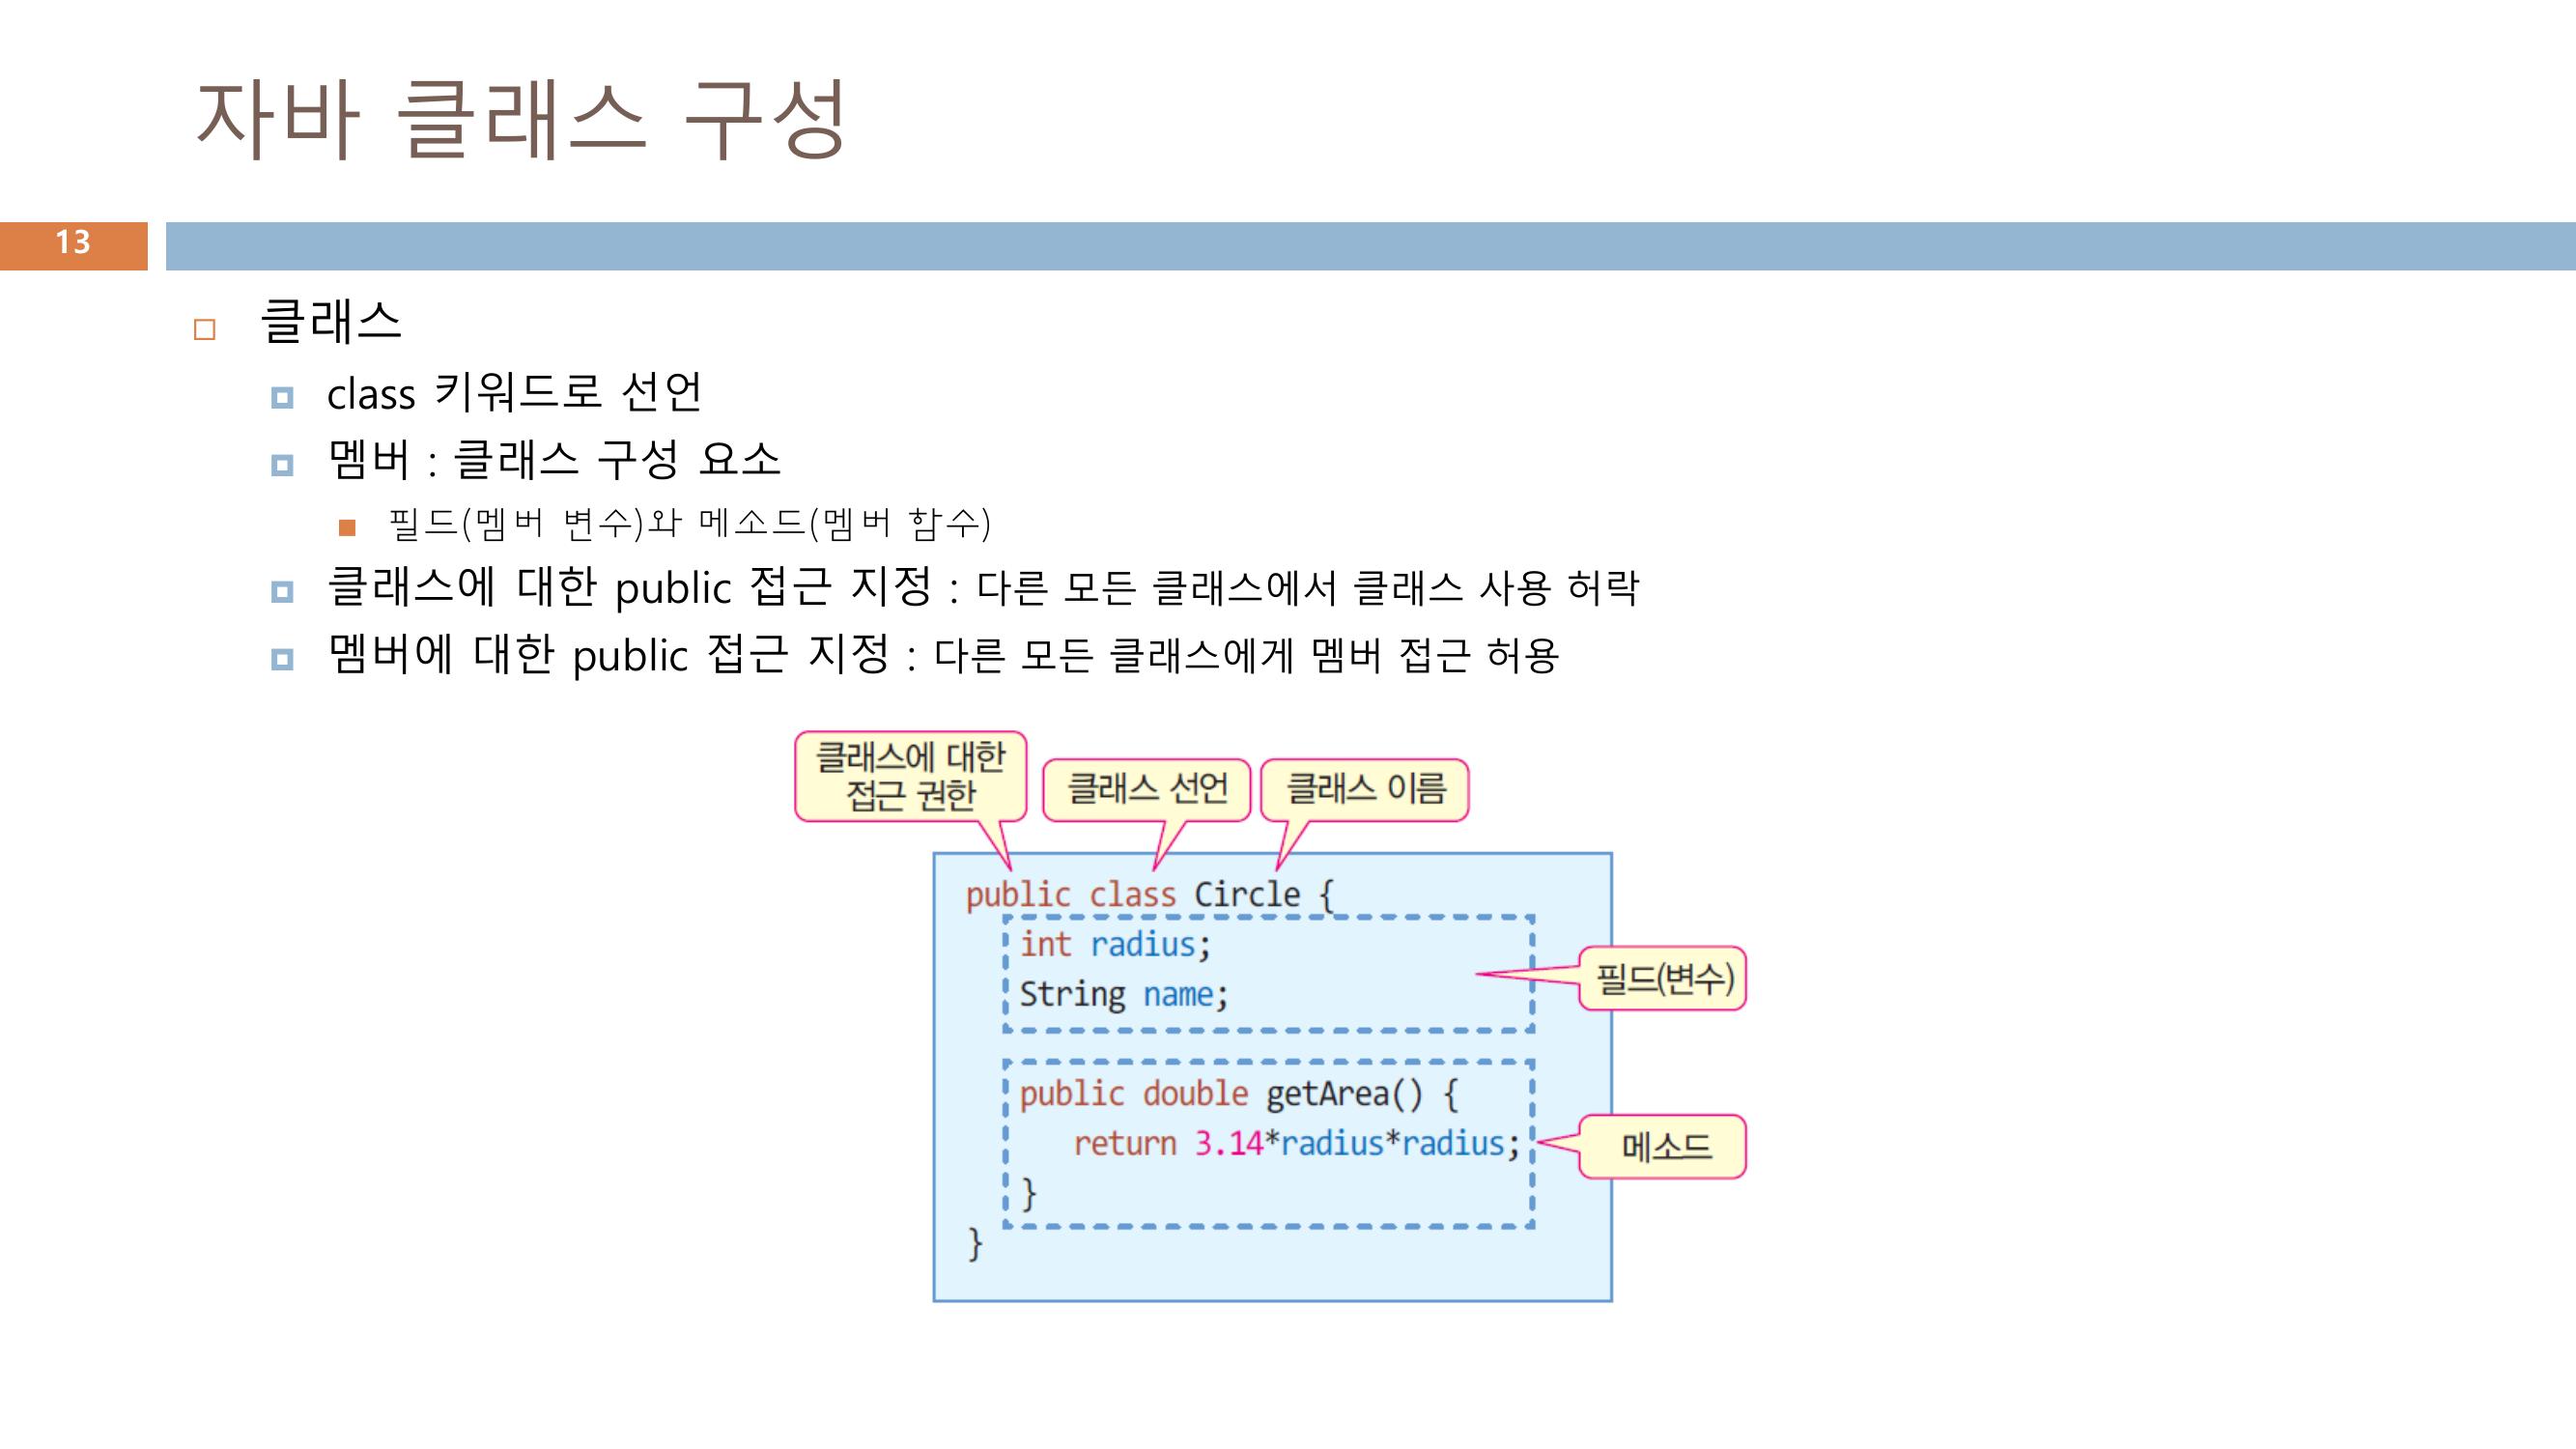 자바 클래스 구성
13
클래스
class 키워드로 선언
멤버 : 클래스 구성 요소
필드(멤버 변수)와 메소드(멤버 함수)
클래스에 대한 public 접근 지정 : 다른 모든 클래스에서 클래스 사용 허락
멤버에 대한 public 접근 지정 : 다른 모든 클래스에게 멤버 접근 허용
클래스에 대한
접근 권한
클래스 선언
클래스 이름
public class Circle {
int radius;
String name;
필드(변수)
public double getArea() {
return 3.14*radius*radius;
메소드
}
}